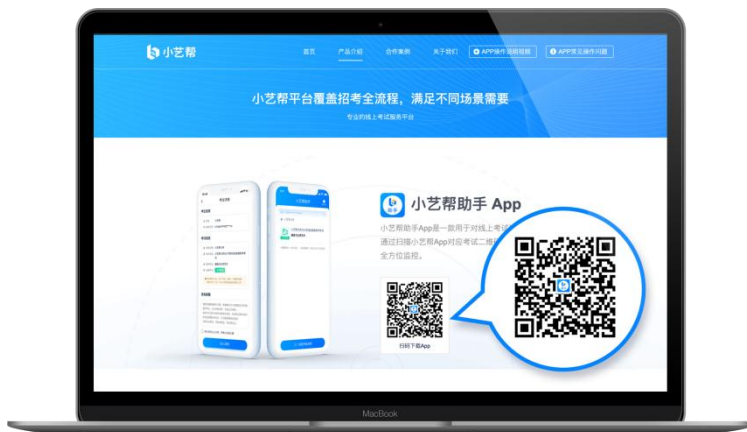 小艺帮
首页
产品介绍
合作案例
关于我们
APP操作说明视频
APP常见操作问题
小艺帮平台覆盖招考全流程，满足不同场景需要
专业的线上考试服务平台
小艺帮助手 App
小艺帮助手App是一款用于对线上考试
通过扫描小艺帮App对应考试二维码
全方位监控。
扫码下载App
MacBook